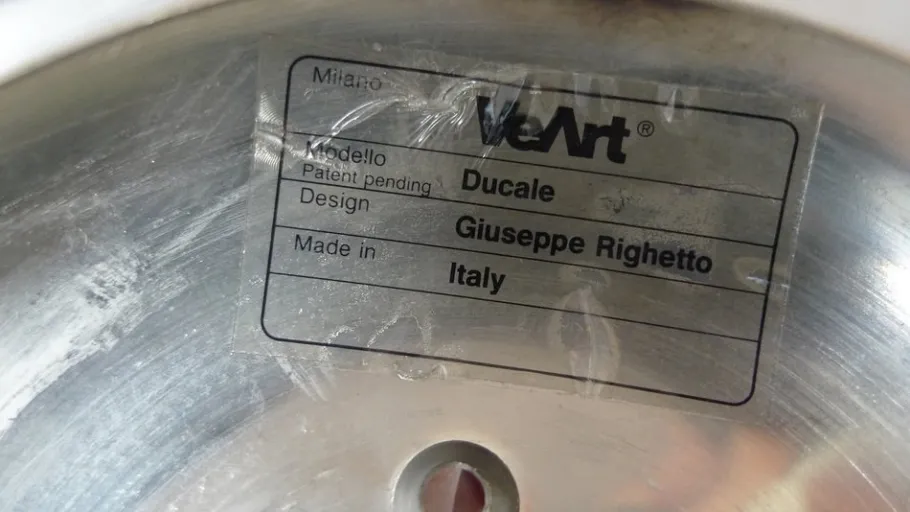 Milano
VeArt®
Modello
Patent pending
Ducale
Design
Giuseppe Righetto
Made in
Italy